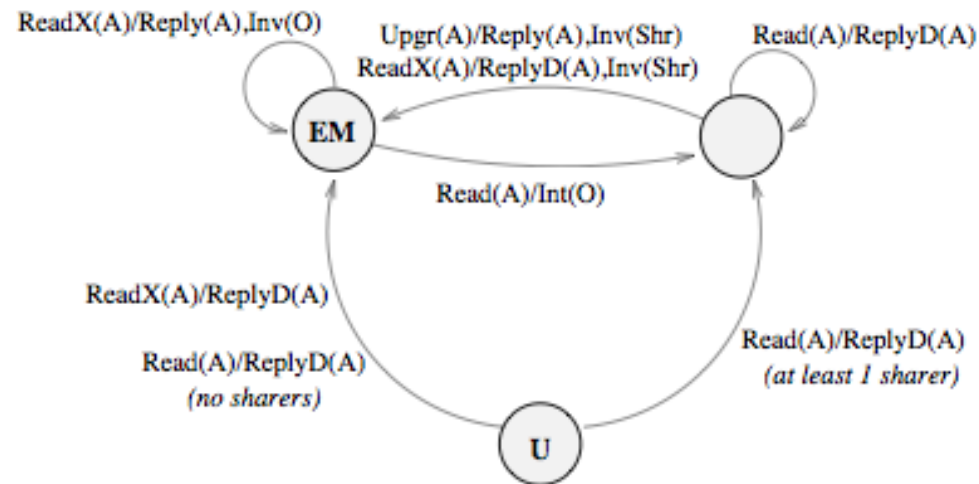 ReadX(A)/Reply(A),Inv(O)
Upgr(A)/Reply(A),Inv(Shr)
ReadX(A)/ReplyD(A),Inv(Shr)
Read(A)/ReplyD(A)
EM
Read(A)/Int(O)
ReadX(A)/ReplyD(A)
Read(A)/ReplyD(A)
(no sharers)
Read(A)/ReplyD(A)
(at least 1 sharer)
U